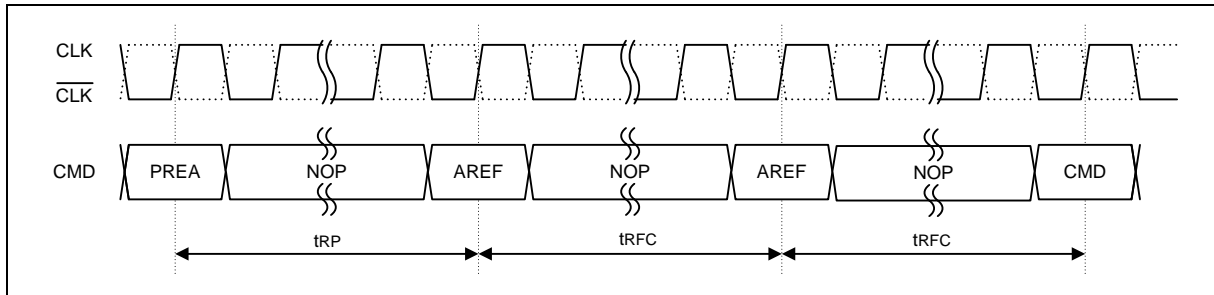 CLK
CLK
CMD
PREA NOP AREF NOP AREF NOP CMD
tRP tRFC tRFC